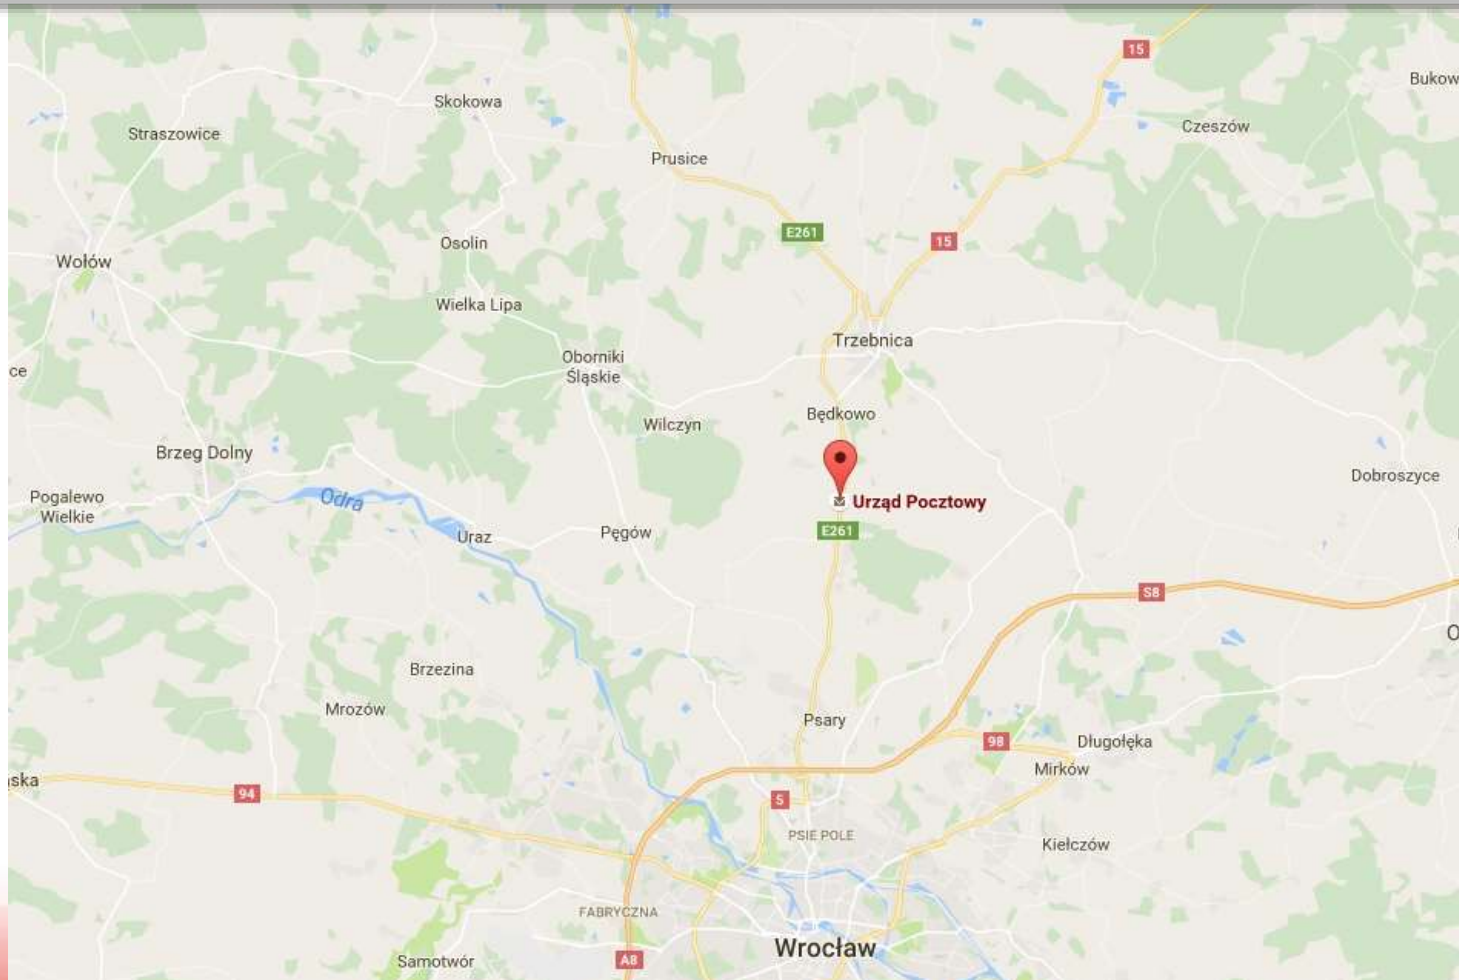 15
Bukow
Skokowa
Czeszów
Straszowice
Prusice
E261
15
Osolin
Wołów
Wielka Lipa
Trzebnica
Oborniki
Śląskie
ce
Będkowo
Wilczyn
Brzeg Dolny
Dobroszyce
Pogalewo
Wielkie
Odra
Urząd Pocztowy
E261
Uraz
Pęgów
S8
O
Brzezina
Mrozów
Psary
98
Długołęka
Mirków
ska
94
5
PSIE POLE
Kiełczów
FABRYCZNA
Wrocław
A8
Samotwór